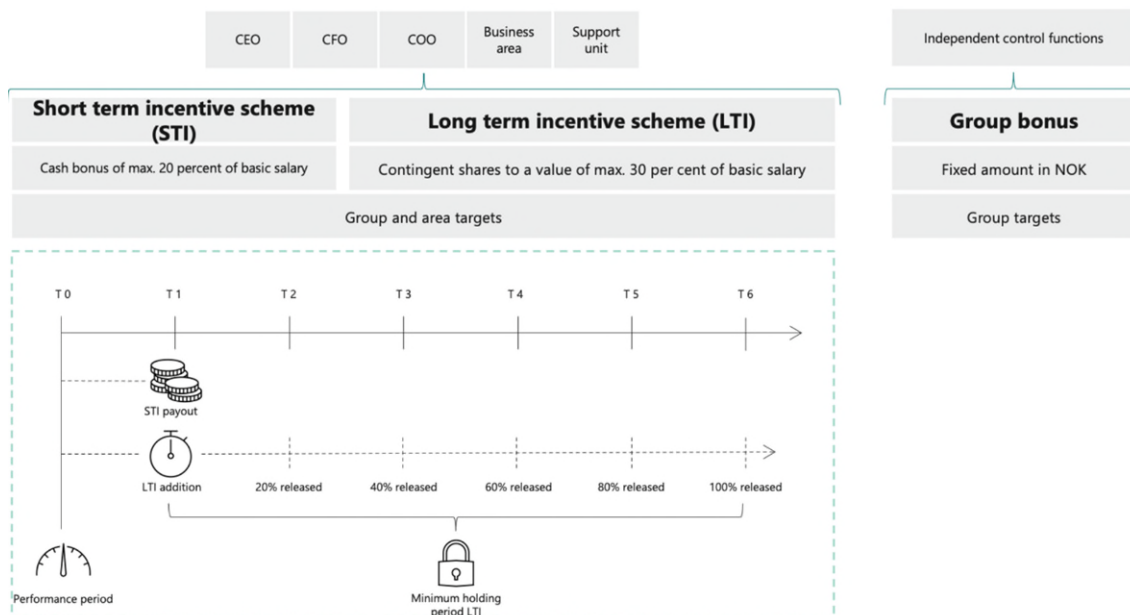 CEO
CFO
COO
Business
area
Support
unit
Independent control functions
Short term incentive scheme
(STI)
Long term incentive scheme (LTI)
Group bonus
Cash bonus of max. 20 percent of basic salary
Contingent shares to a value of max. 30 per cent of basic salary
Fixed amount in NOK
Group and area targets
Group targets
T 0
T 1
T 2
T 3
T 4
T 5
T 6
STI payout
LTI addition
20% released
40% released
60% released
80% released
100% released
Performance period
Minimum holding
period LTI